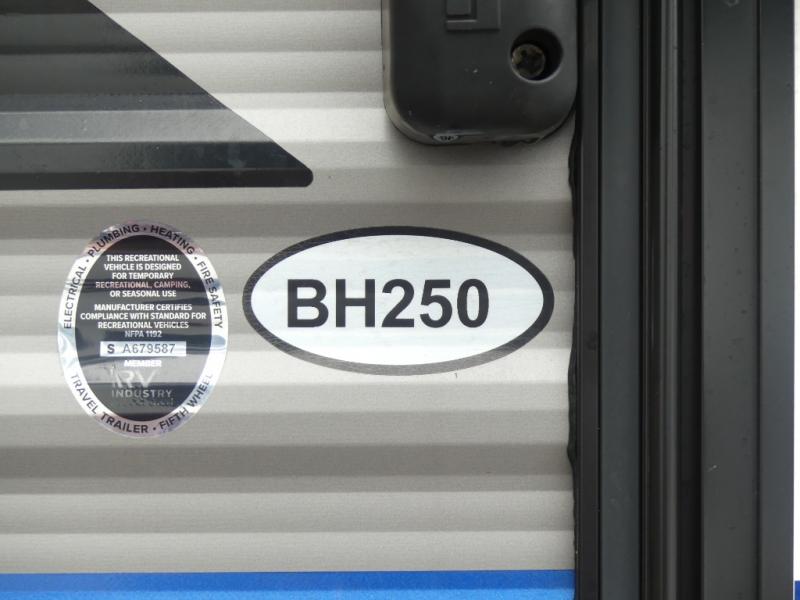 ELECTRICAL • PLUMBING • HEATING • FIRE SAFETY
THIS RECREATIONAL
VEHICLE IS DESIGNED
FOR TEMPORARY
RECREATIONAL, CAMPING,
OR SEASONAL USE
MANUFACTURER CERTIFIES
COMPLIANCE WITH STANDARD FOR
RECREATIONAL VEHICLES
NFPA 1192
S A679587
MEMBER
RV
INDUSTRY
TRAVEL TRAILER • FIFTH WHEEL
BH250